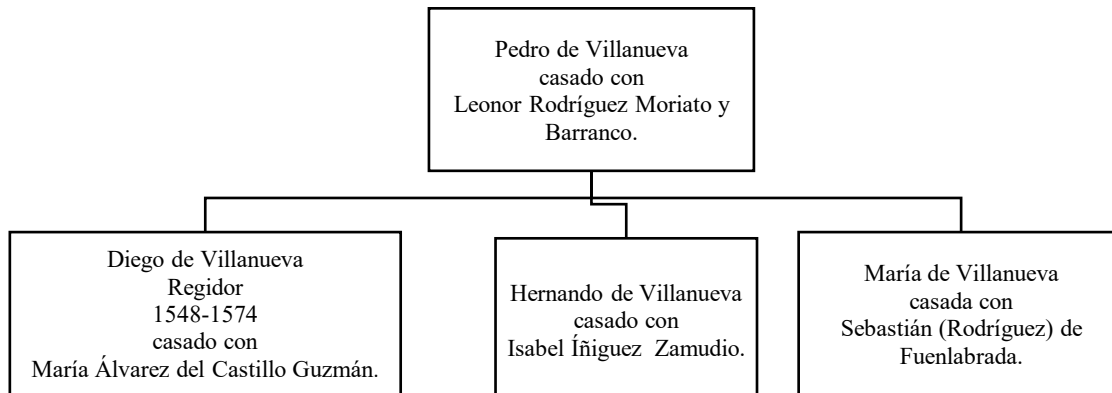 Pedro de Villanueva
casado con
Leonor Rodríguez Moriato y
Barranco.
Diego de Villanueva
Regidor
1548-1574
casado con
María Álvarez del Castillo Guzmán.
Hernando de Villanueva
casado con
Isabel Íñiguez Zamudio.
María de Villanueva
casada con
Sebastián (Rodríguez) de
Fuenlabrada.